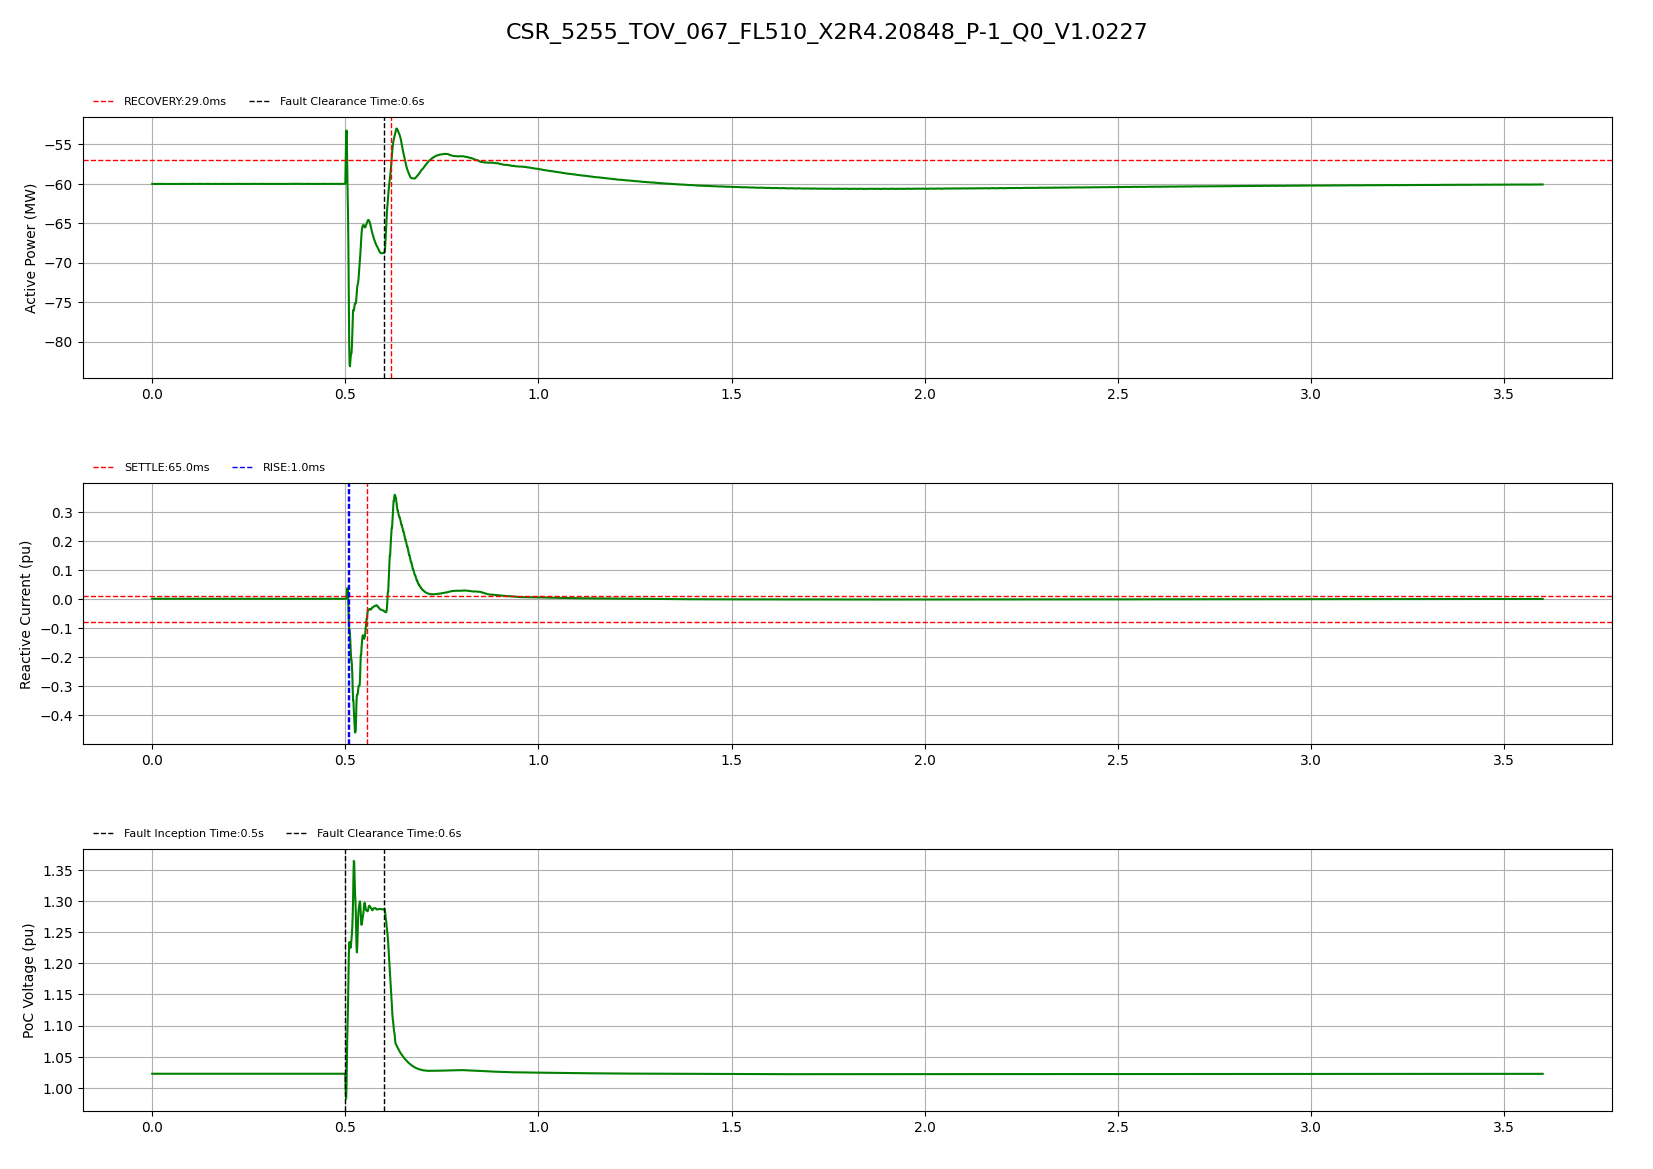 CSR_5255_TOV_067_FL510_X2R4.20848_P-1_Q0_V1.0227
RECOVERY:29.0ms Fault Clearance Time:0.6s
Active Power (MW)
−55
−60
−65
−70
−75
−80
0.0 0.5 1.0 1.5 2.0 2.5 3.0 3.5
SETTLE:65.0ms RISE:1.0ms
Reactive Current (pu)
0.3
0.2
0.1
0.0
−0.1
−0.2
−0.3
−0.4
0.0 0.5 1.0 1.5 2.0 2.5 3.0 3.5
Fault Inception Time:0.5s Fault Clearance Time:0.6s
PoC Voltage (pu)
1.35
1.30
1.25
1.20
1.15
1.10
1.05
1.00
0.0 0.5 1.0 1.5 2.0 2.5 3.0 3.5